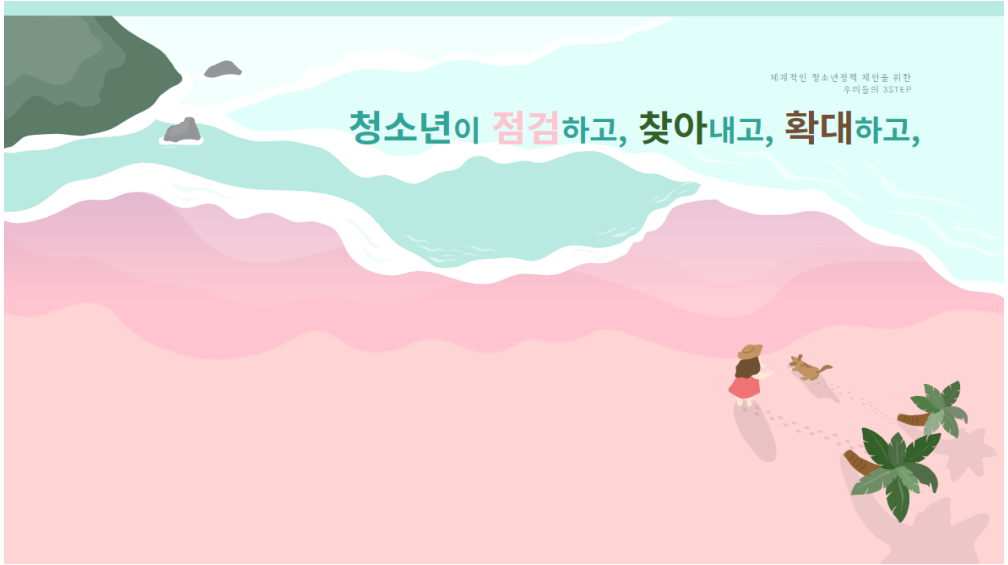 체계적인 청소년정책 제안을 위한
우리들의 3STEP
청소년이 점검하고, 찾아내고, 확대하고,